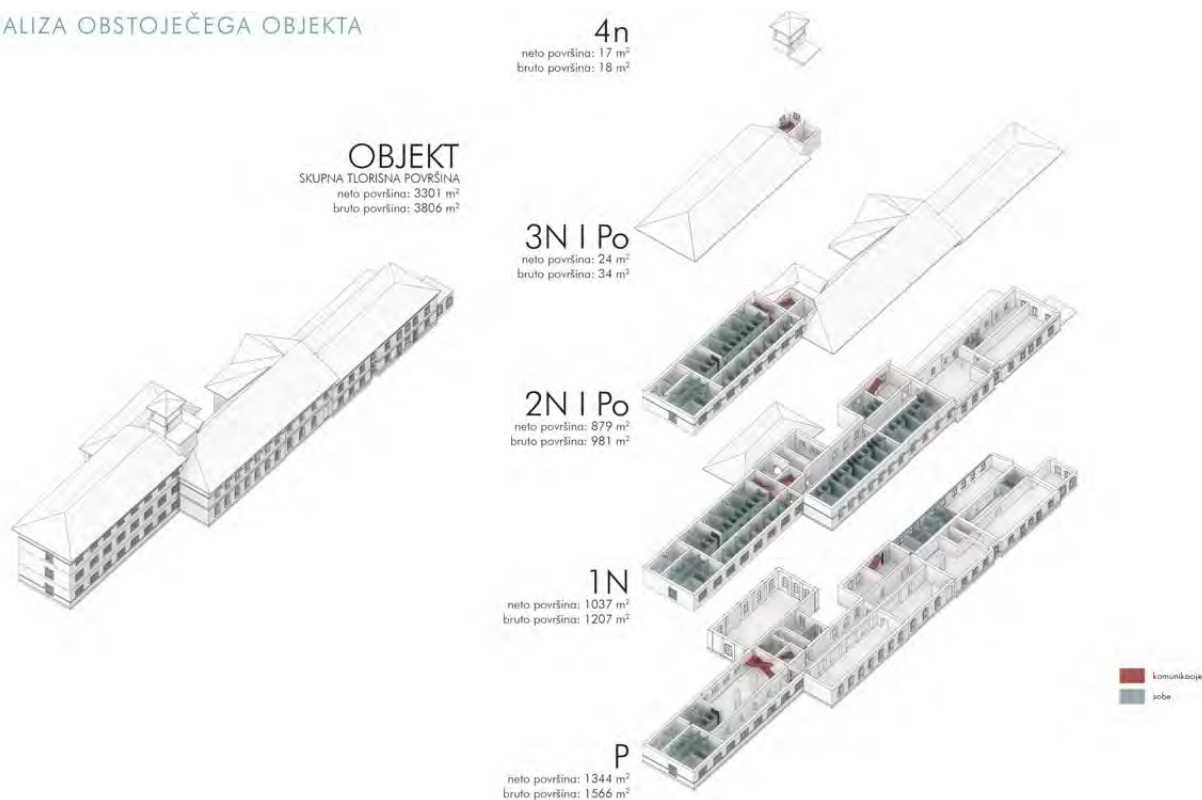 ALIZA OBSTOJEČEGA OBJEKTA
4n
neto površina: 17 m²
bruto površina: 18 m²
OBJEKT
SKUPNA TLORISNA POVRŠINA
neto površina: 3301 m²
bruto površina: 3806 m²
3N I Po
neto površina: 24 m²
bruto površina: 34 m²
2N I Po
neto površina: 879 m²
bruto površina: 981 m²
1N
neto površina: 1037 m²
bruto površina: 1207 m²
P
neto površina: 1344 m²
bruto površina: 1566 m²
komunikacije
sobe